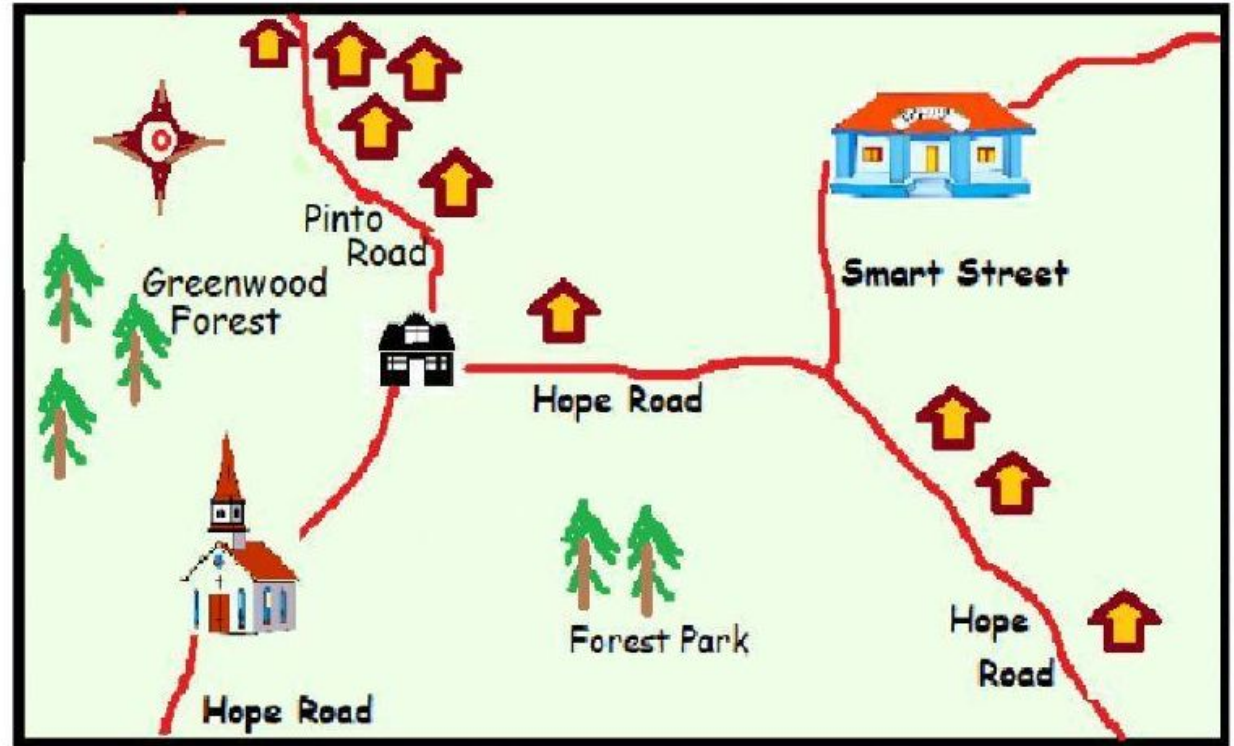 Pinto
Road
Greenwood
Forest
Smart Street
Hope Road
Forest Park
Hope
Road
Hope Road